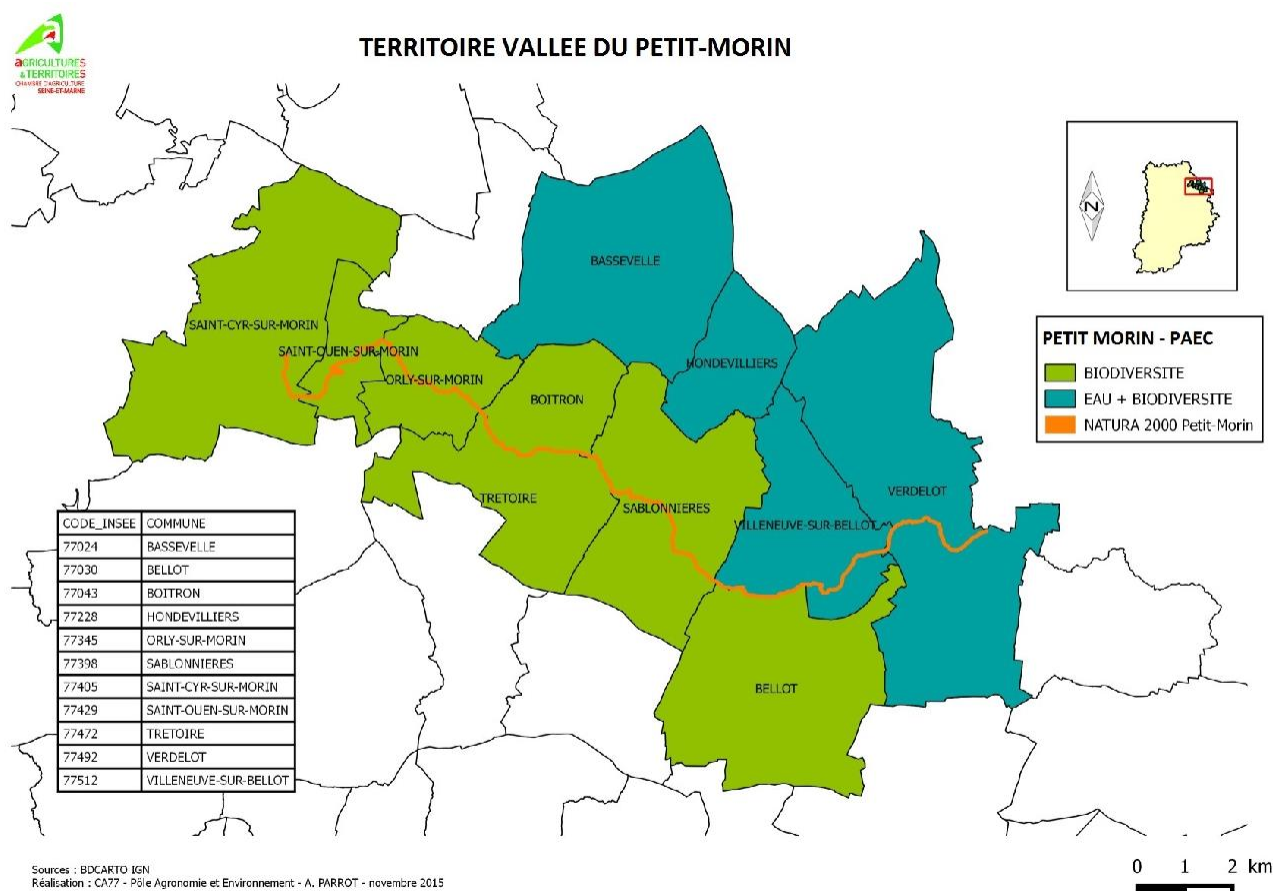 TERRITOIRE VALLEE DU PETIT-MORIN
aGRICULTURES
& TERRITOIRES
CHAMBRE D'AGRICULTURE
SEINE-ET-MARNE
BASSEVELLE
SAINT-CYR-SUR-MORIN
SAINT-OUEN-SUR-MORIN
HONDEVILLIERS
ORLY-SUR-MORIN
BOITRON
TRETOIRE
SABLONNIERES
VERDELOT
VILLENEUVE-SUR-BELLOT
BELLOT
N
PETIT MORIN - PAEC
BIODIVERSITE
EAU + BIODIVERSITE
NATURA 2000 Petit-Morin
CODE_INSEE COMMUNE
77024 BASSEVELLE
77030 BELLOT
77043 BOITRON
77228 HONDEVILLIERS
77345 ORLY-SUR-MORIN
77398 SABLONNIERES
77405 SAINT-CYR-SUR-MORIN
77429 SAINT-OUEN-SUR-MORIN
77472 TRETOIRE
77492 VERDELOT
77512 VILLENEUVE-SUR-BELLOT
Sources : BDCARTO IGN
Réalisation : CA77 - Pôle Agronomie et Environnement - A. PARROT - novembre 2015
0 1 2 km